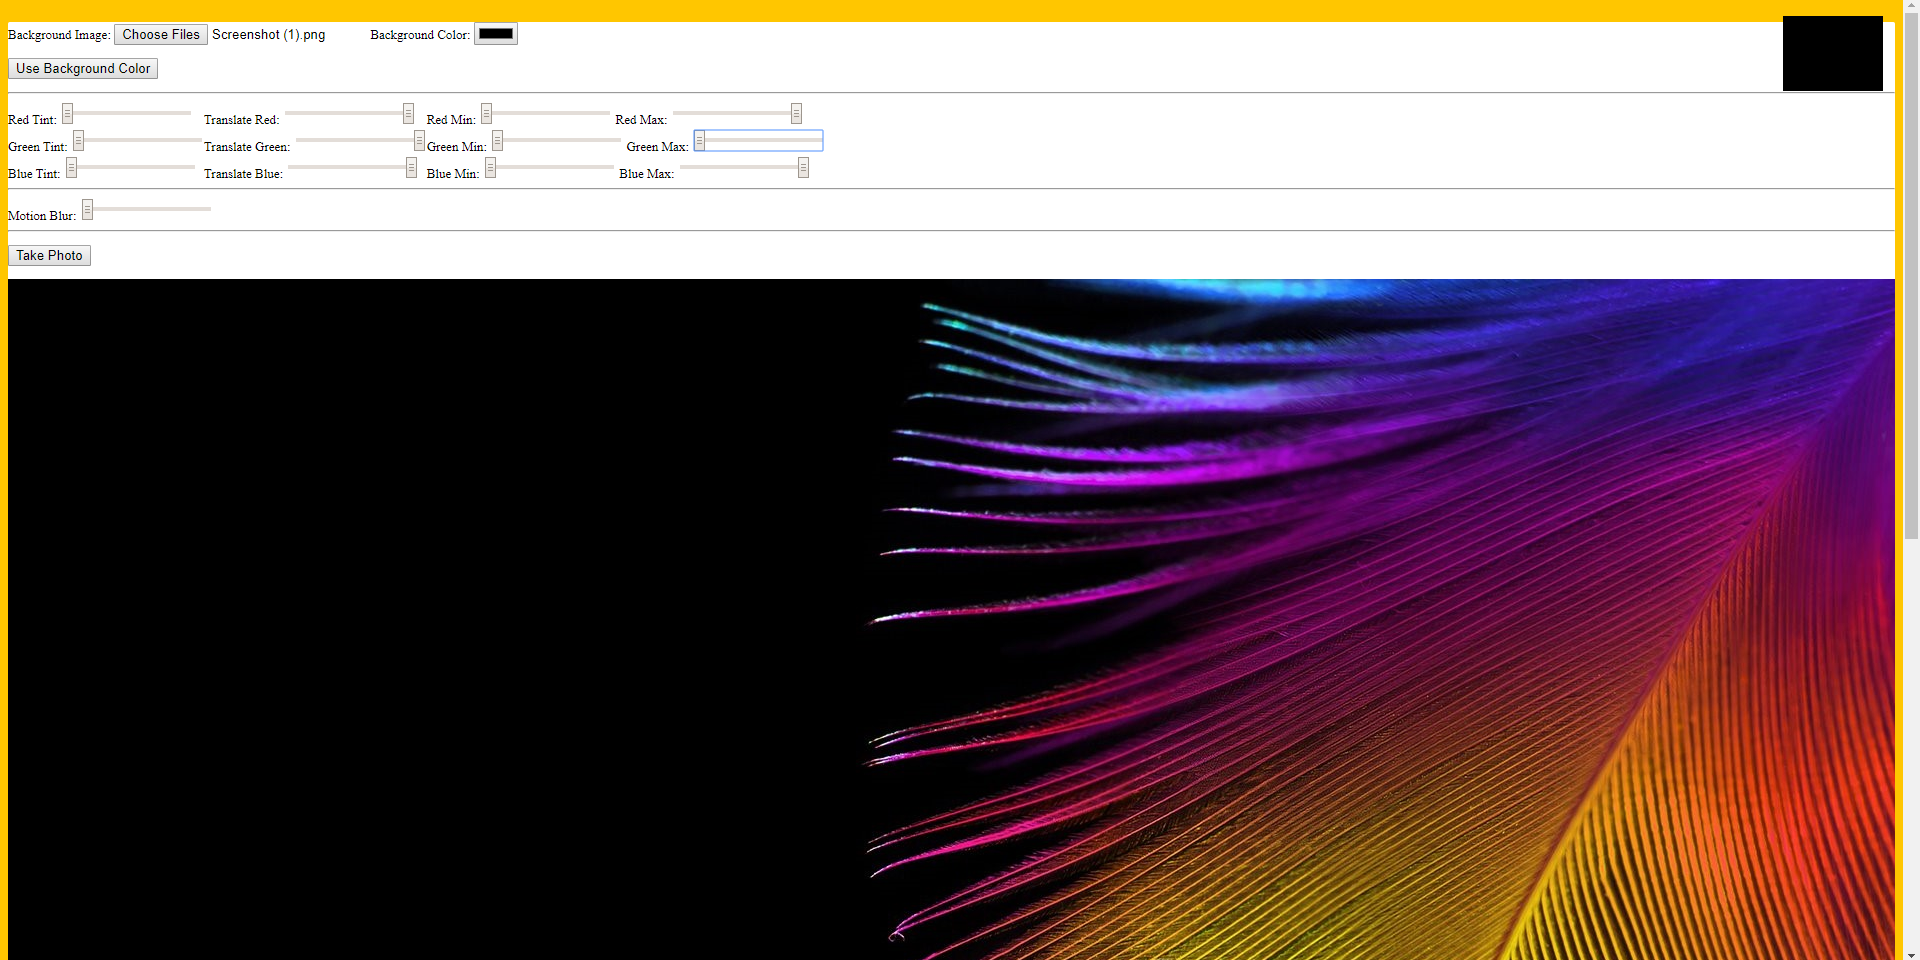 Background Image: Choose Files Screenshot (1).png Background Color:
Use Background Color
Red Tint: Translate Red: Red Min: Red Max:
Green Tint: Translate Green: Green Min: Green Max:
Blue Tint: Translate Blue: Blue Min: Blue Max:
Motion Blur:
Take Photo